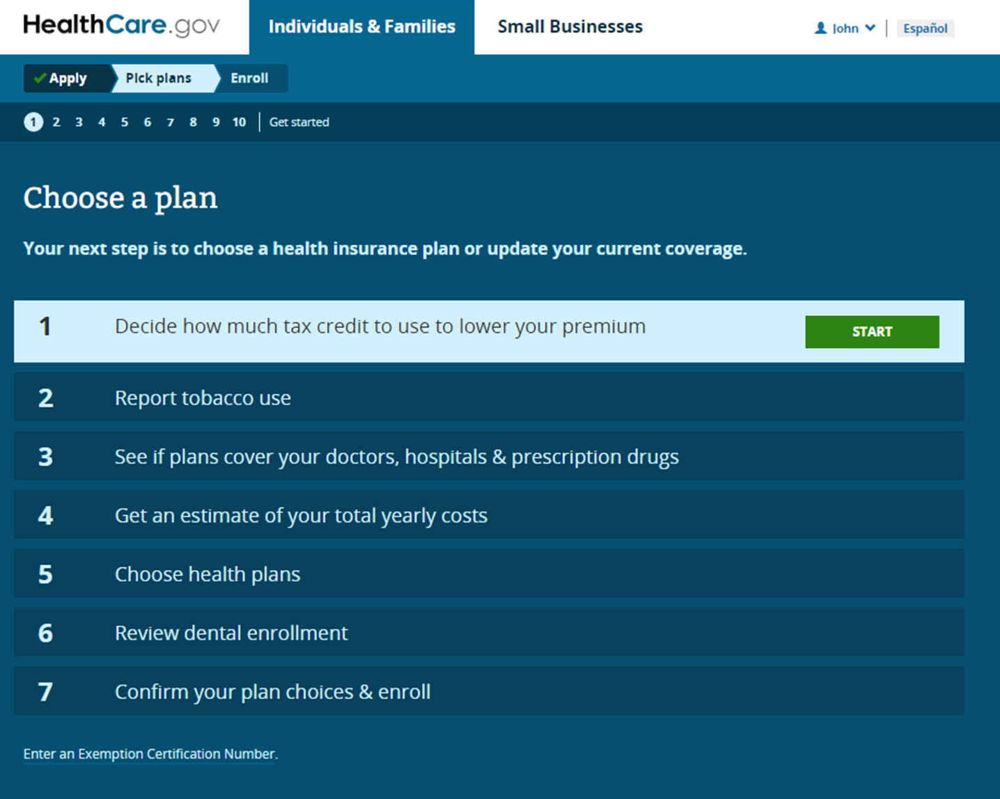 HealthCare.gov
Individuals & Families
Small Businesses
John
Español
Apply
Pick plans
Enroll
1 2 3 4 5 6 7 8 9 10 Get started
Choose a plan
Your next step is to choose a health insurance plan or update your current coverage.
1 Decide how much tax credit to use to lower your premium
START
2 Report tobacco use
3 See if plans cover your doctors, hospitals & prescription drugs
4 Get an estimate of your total yearly costs
5 Choose health plans
6 Review dental enrollment
7 Confirm your plan choices & enroll
Enter an Exemption Certification Number.